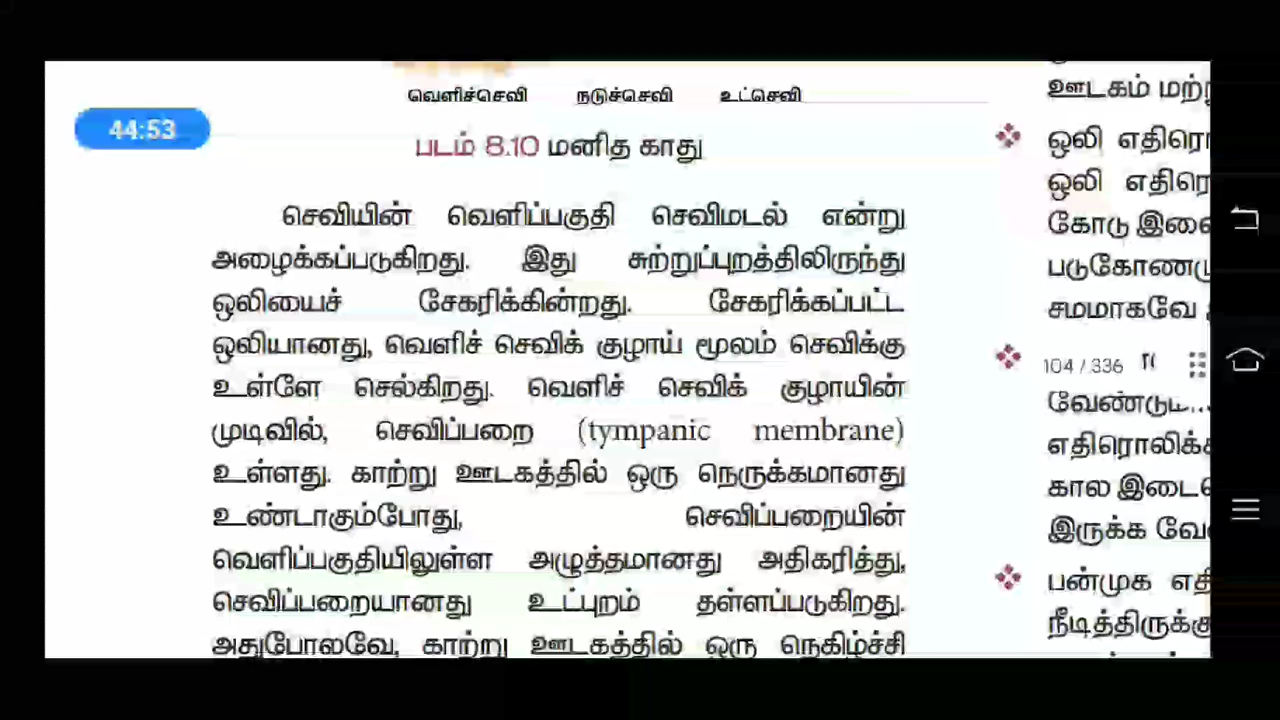 வெளிச்செவி நடுச்செவி உட்செவி
44:53
படம் 8.10 மனித காது
செவியின் வெளிப்பகுதி செவிமடல் என்று
அழைக்கப்படுகிறது. இது சுற்றுப்புறத்திலிருந்து
ஒலியைச் சேகரிக்கின்றது. சேகரிக்கப்பட்ட
ஒலியானது, வெளிச் செவிக் குழாய் மூலம் செவிக்கு
உள்ளே செல்கிறது. வெளிச் செவிக் குழாயின்
முடிவில், செவிப்பறை (tympanic membrane)
உள்ளது. காற்று ஊடகத்தில் ஒரு நெருக்கமானது
உண்டாகும்போது, செவிப்பறையின்
வெளிப்பகுதியிலுள்ள அழுத்தமானது அதிகரித்து,
செவிப்பறையானது உட்புறம் தள்ளப்படுகிறது.
அதுபோலவே, காற்று ஊடகத்தில் ஒரு நெகிழ்ச்சி
ஊடகம்
ஒலி
ஒலி
கோடு
சமமாகவே
104 / 336
இருக்க
பன்முக